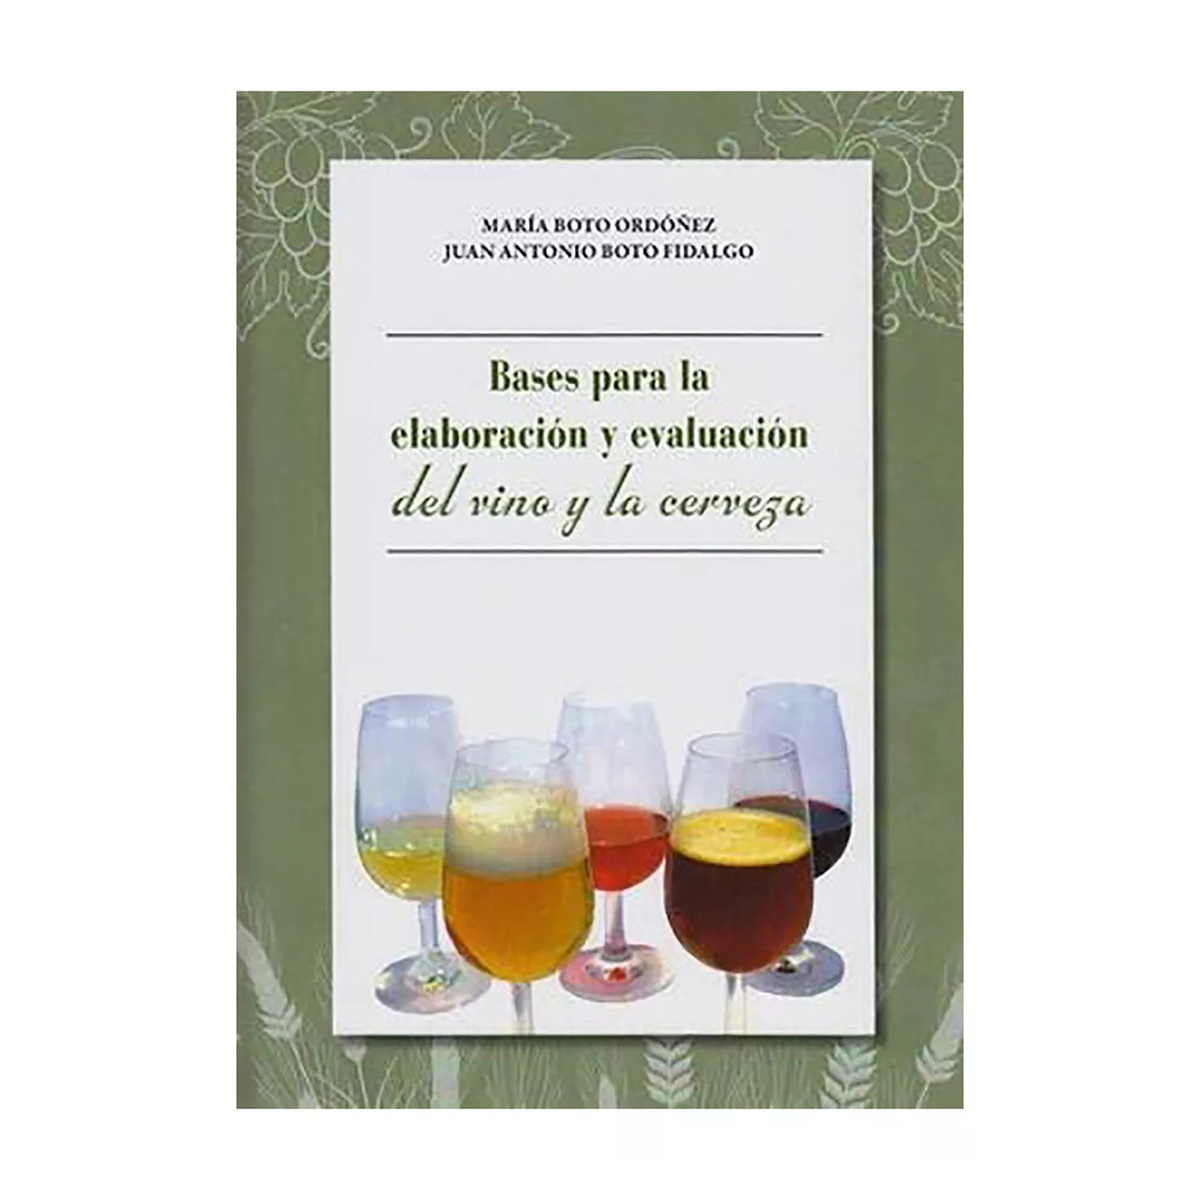 MARÍA BOTO ORDÓÑEZ
JUAN ANTONIO BOTO FIDALGO
Bases para la
elaboración y evaluación
del vino y la cerveza